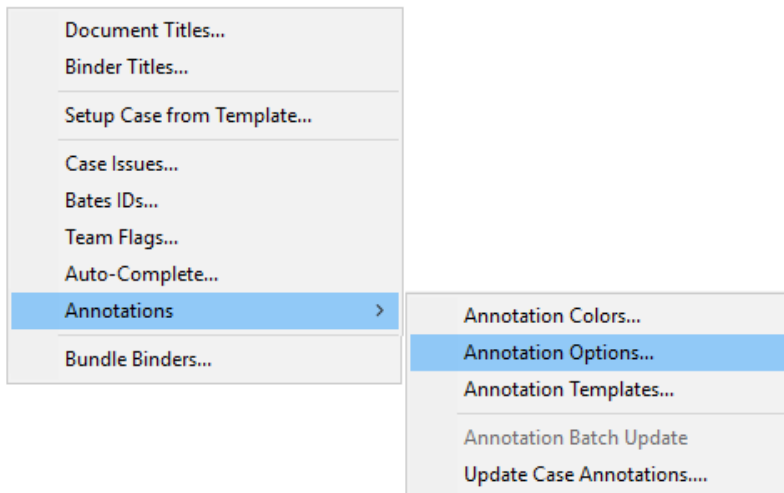 Document Titles...
Binder Titles...
Setup Case from Template...
Case Issues...
Bates IDs...
Team Flags...
Auto-Complete...
Annotations >
Bundle Binders...
Annotation Colors...
Annotation Options...
Annotation Templates...
Annotation Batch Update
Update Case Annotations....